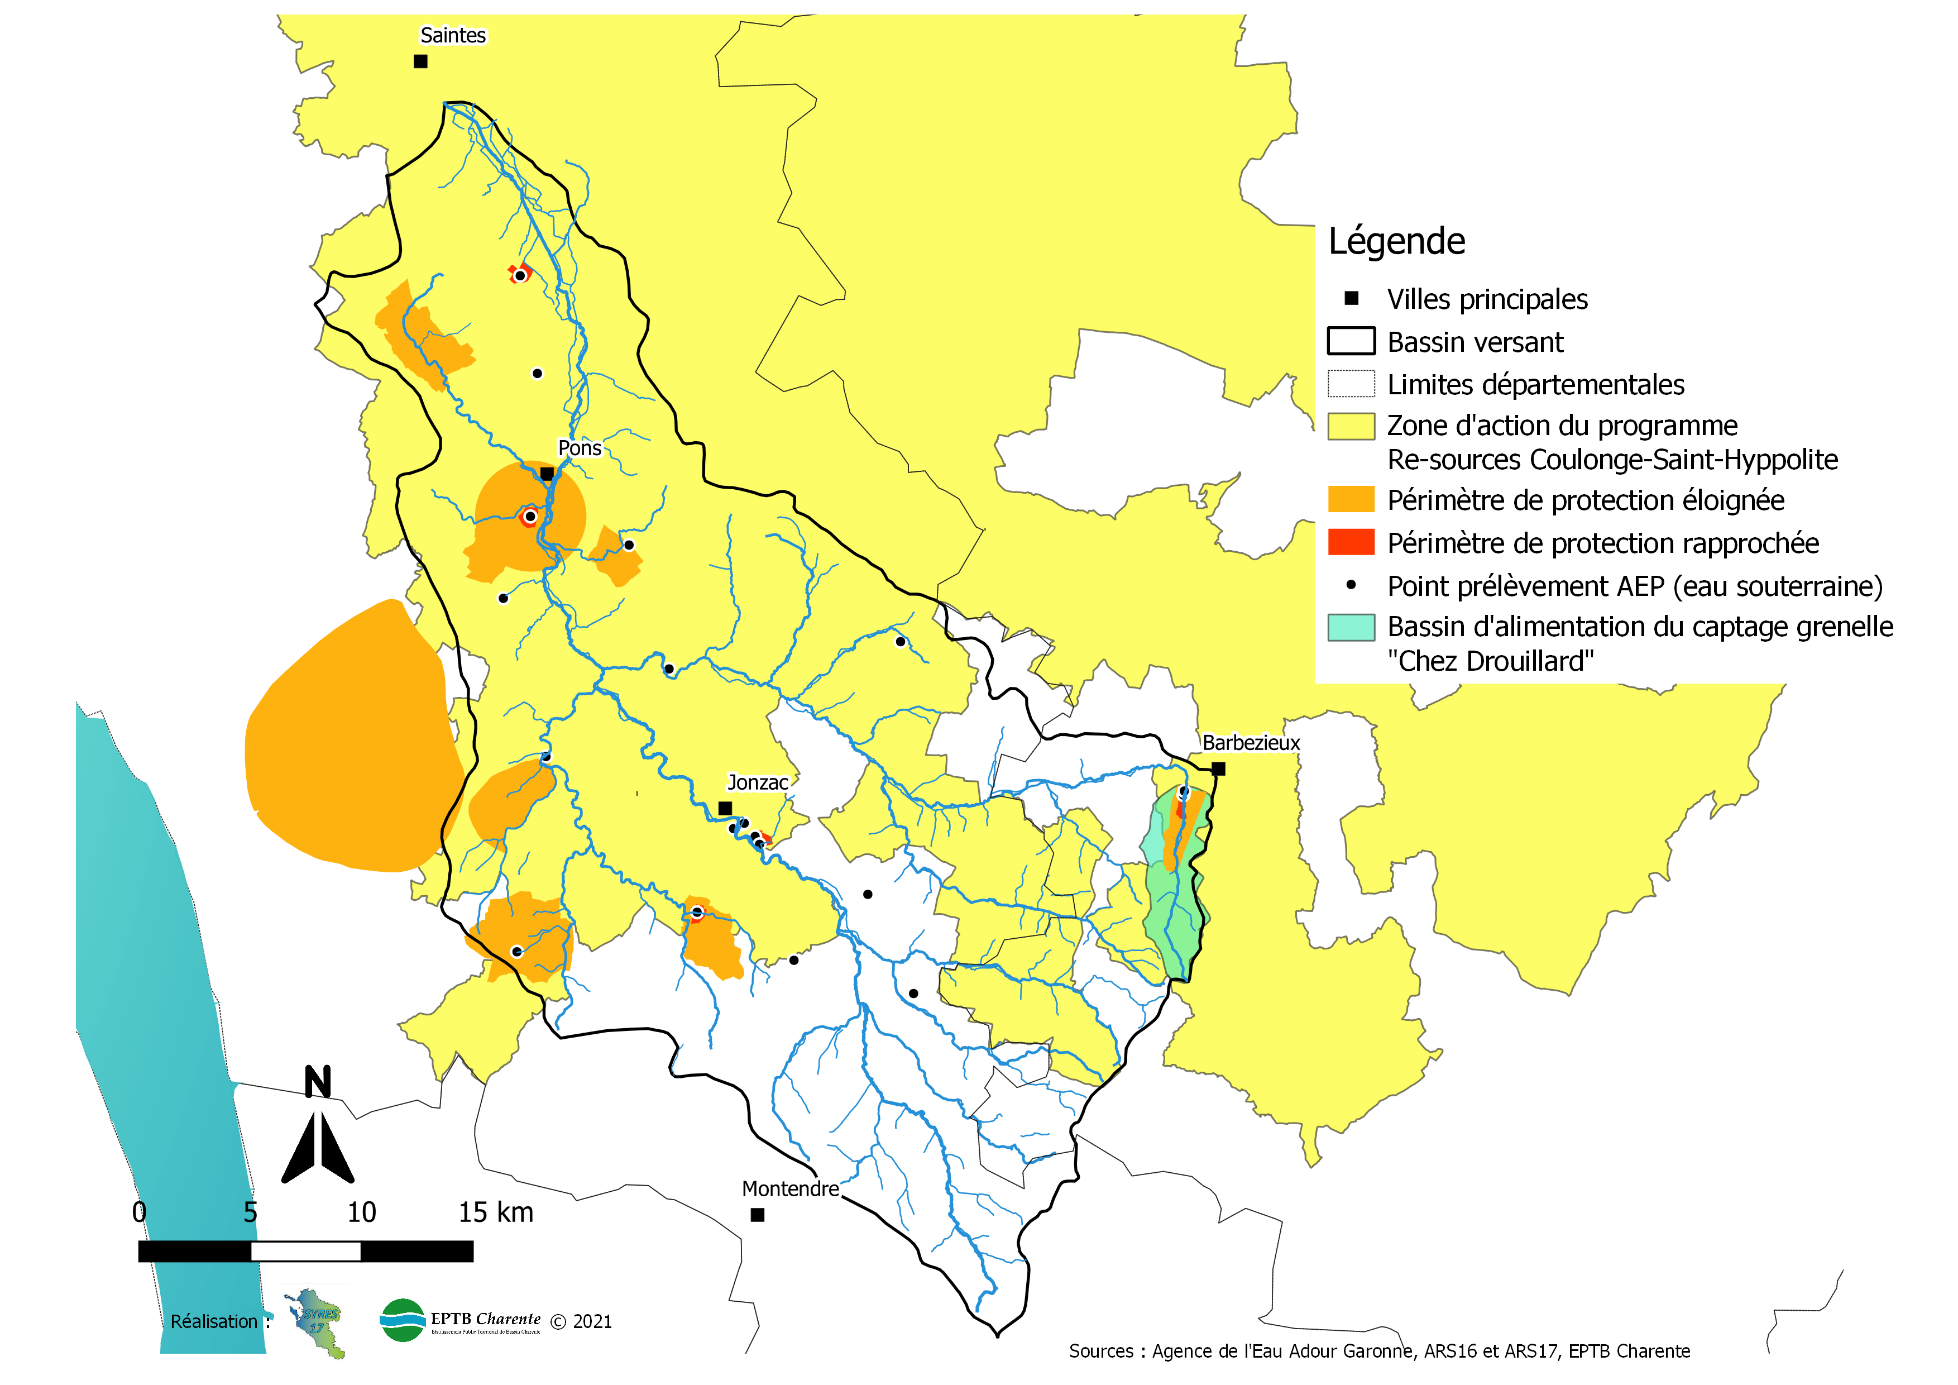 Saintes
Légende
Villes principales
Bassin versant
Limites départementales
Zone d'action du programme
Re-sources Coulonge-Saint-Hyppolite
Pons
Périmètre de protection éloignée
Périmètre de protection rapprochée
Point prélèvement AEP (eau souterraine)
Bassin d'alimentation du captage grenelle
"Chez Drouillard"
Barbezieux
Jonzac
N
Montendre
0 5 10 15 km
Réalisation :
SYRES
17
EPTB Charente © 2021
Sources : Agence de l'Eau Adour Garonne, ARS16 et ARS17, EPTB Charente